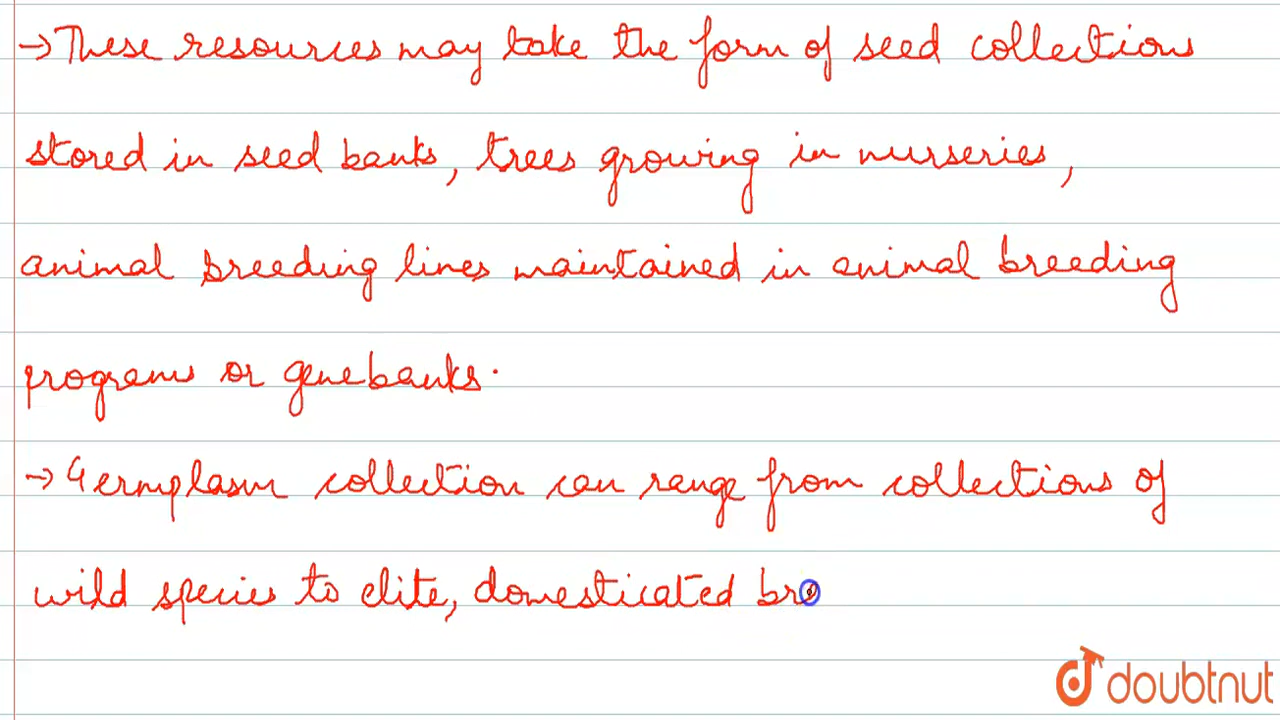 → These resources may take the form of seed collections
stored in seed banks, trees growing in nurseries,
animal breeding lines maintained in animal breeding
programs or genebanks.
→ Germplasm collection can range from collections of
wild species to elite, domesticated bre
doubtnut